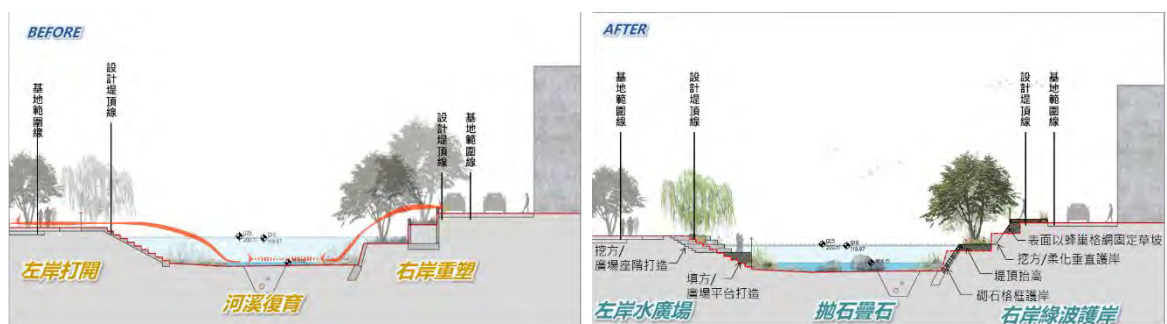 BEFORE
基地範圍線
設計堤頂線
設計堤頂線
基地範圍線
Q25
Q10
左岸打開
河溪復育
右岸重塑
AFTER
基地範圍線
設計堤頂線
設計堤頂線
基地範圍線
Q25
Q10
挖方/
廣場座階打造
填方/
廣場平台打造
表面以蜂巢格網固定草坡
挖方/柔化垂直護岸
堤頂抬高
砌石格框護岸
左岸水廣場
拋石疊石
右岸綠波護岸